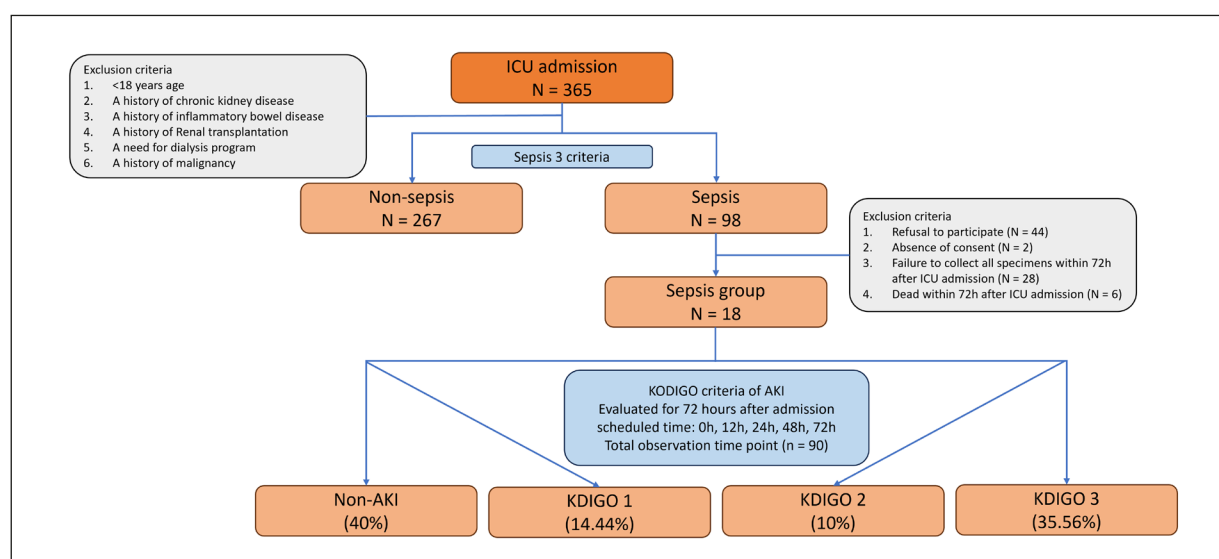 ICU admission
N = 365
Exclusion criteria
1. <18 years age
2. A history of chronic kidney disease
3. A history of inflammatory bowel disease
4. A history of Renal transplantation
5. A need for dialysis program
6. A history of malignancy
Sepsis 3 criteria
Non-sepsis
N = 267
Sepsis
N = 98
Exclusion criteria
1. Refusal to participate (N = 44)
2. Absence of consent (N = 2)
3. Failure to collect all specimens within 72h
after ICU admission (N = 28)
4. Dead within 72h after ICU admission (N = 6)
Sepsis group
N = 18
KODIGO criteria of AKI
Evaluated for 72 hours after admission
scheduled time: 0h, 12h, 24h, 48h, 72h
Total observation time point (n = 90)
Non-AKI
(40%)
KDIGO 1
(14.44%)
KDIGO 2
(10%)
KDIGO 3
(35.56%)